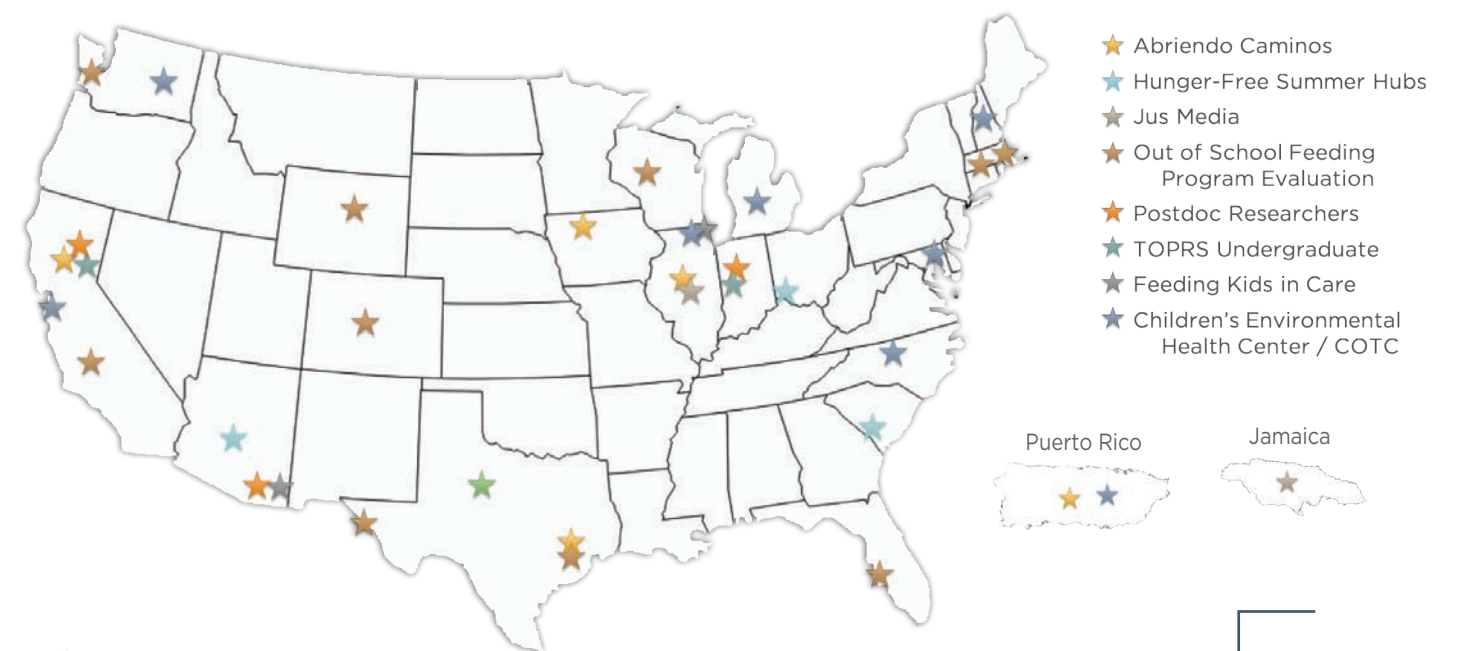 Abriendo Caminos
Hunger-Free Summer Hubs
Jus Media
Out of School Feeding
Program Evaluation
Postdoc Researchers
TOPRS Undergraduate
Feeding Kids in Care
Children's Environmental
Health Center / COTC
Puerto Rico
Jamaica